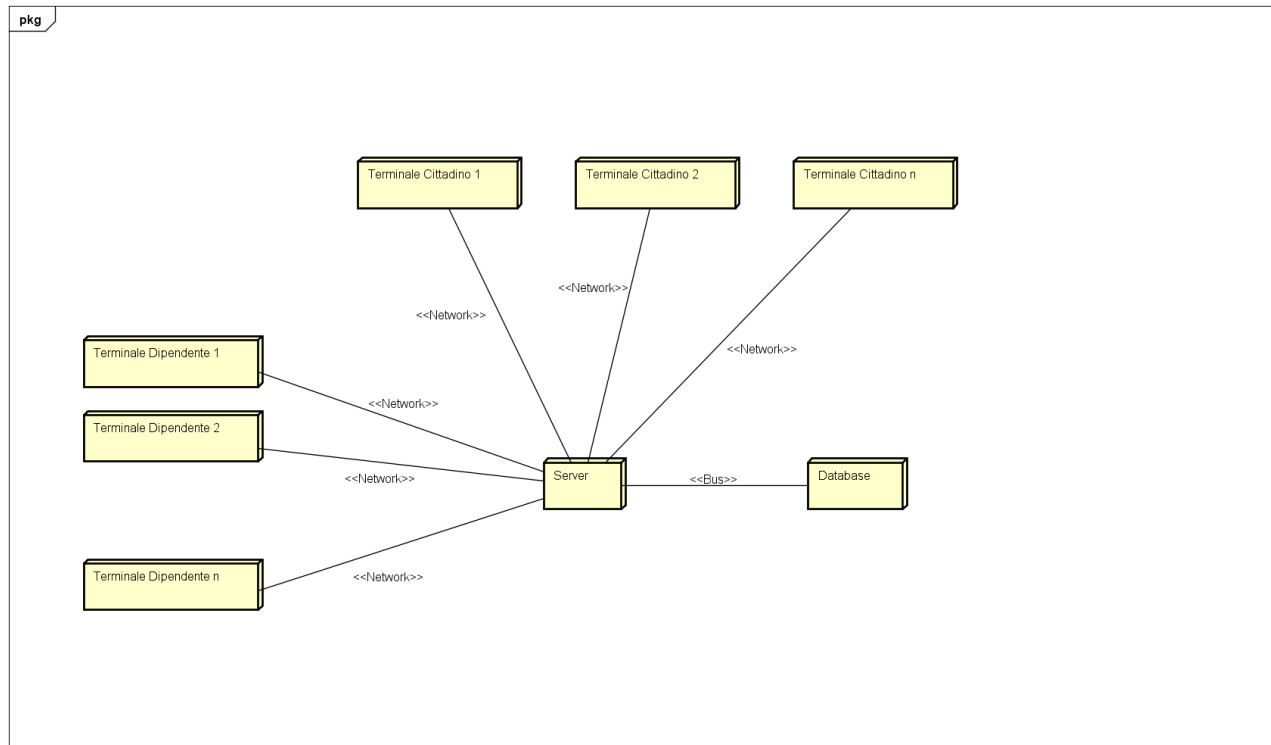 pkg
Terminale Cittadino 1
Terminale Cittadino 2
Terminale Cittadino n
<<Network>>
<<Network>>
<<Network>>
Terminale Dipendente 1
<<Network>>
Terminale Dipendente 2
<<Network>>
Server
<<Bus>>
Database
Terminale Dipendente n
<<Network>>